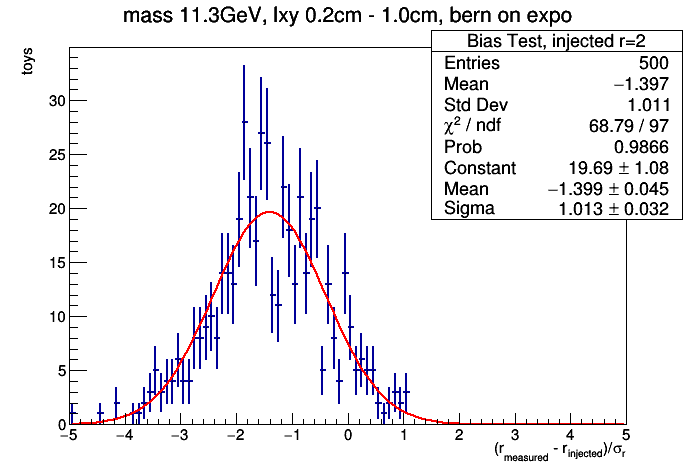 mass 11.3GeV, lxy 0.2cm - 1.0cm, bern on expo
Bias Test, injected r=2
Entries 500
Mean −1.397
Std Dev 1.011
χ² / ndf 68.79 / 97
Prob 0.9866
Constant 19.69 ± 1.08
Mean −1.399 ± 0.045
Sigma 1.013 ± 0.032
toys
30
25
20
15
10
5
0
−5 −4 −3 −2 −1 0 1 2 3 4 5
(r_measured - r_injected)/σ_r